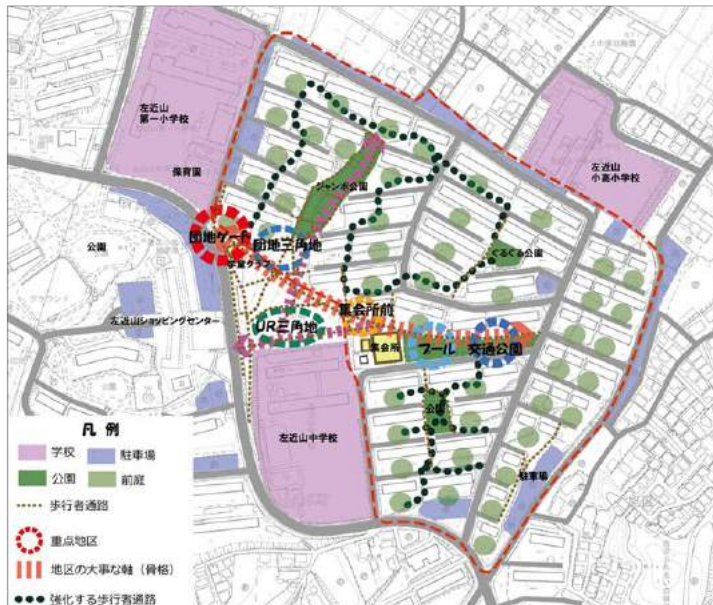 左近山
第一小学校
保育園
左近山
小高小学校
ジャンボ公園
団地ゲート
団地三角地
公園
ぐるぐる公園
集会所前
左近山ショッピングセンター
UR三角地
集会所
プール
交通公園
公園
左近山中学校
駐車場
凡 例
学校
駐車場
公園
前庭
歩行者通路
重点地区
地区の大事な軸（骨格）
強化する歩行者通路